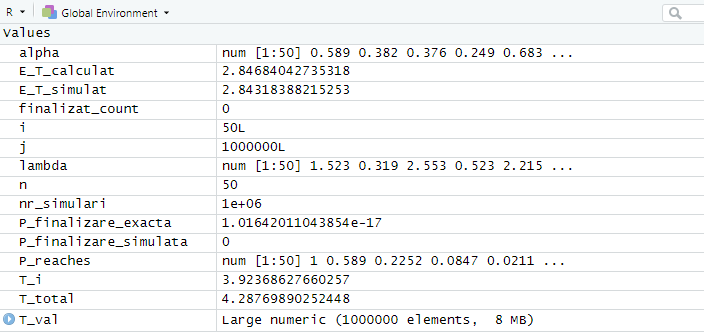 R Global Environment
Values
alpha num [1:50] 0.589 0.382 0.376 0.249 0.683 ...
E_T_calculat 2.84684042735318
E_T_simulat 2.84318388215253
finalizat_count 0
i 50L
j 1000000L
lambda num [1:50] 1.523 0.319 2.553 0.523 2.215 ...
n 50
nr_simulari 1e+06
P_finalizare_exacta 1.01642011043854e-17
P_finalizare_simulata 0
P_reaches num [1:50] 1 0.589 0.2252 0.0847 0.0211 ...
T_i 3.92368627660257
T_total 4.28769890252448
T_val Large numeric (1000000 elements, 8 MB)